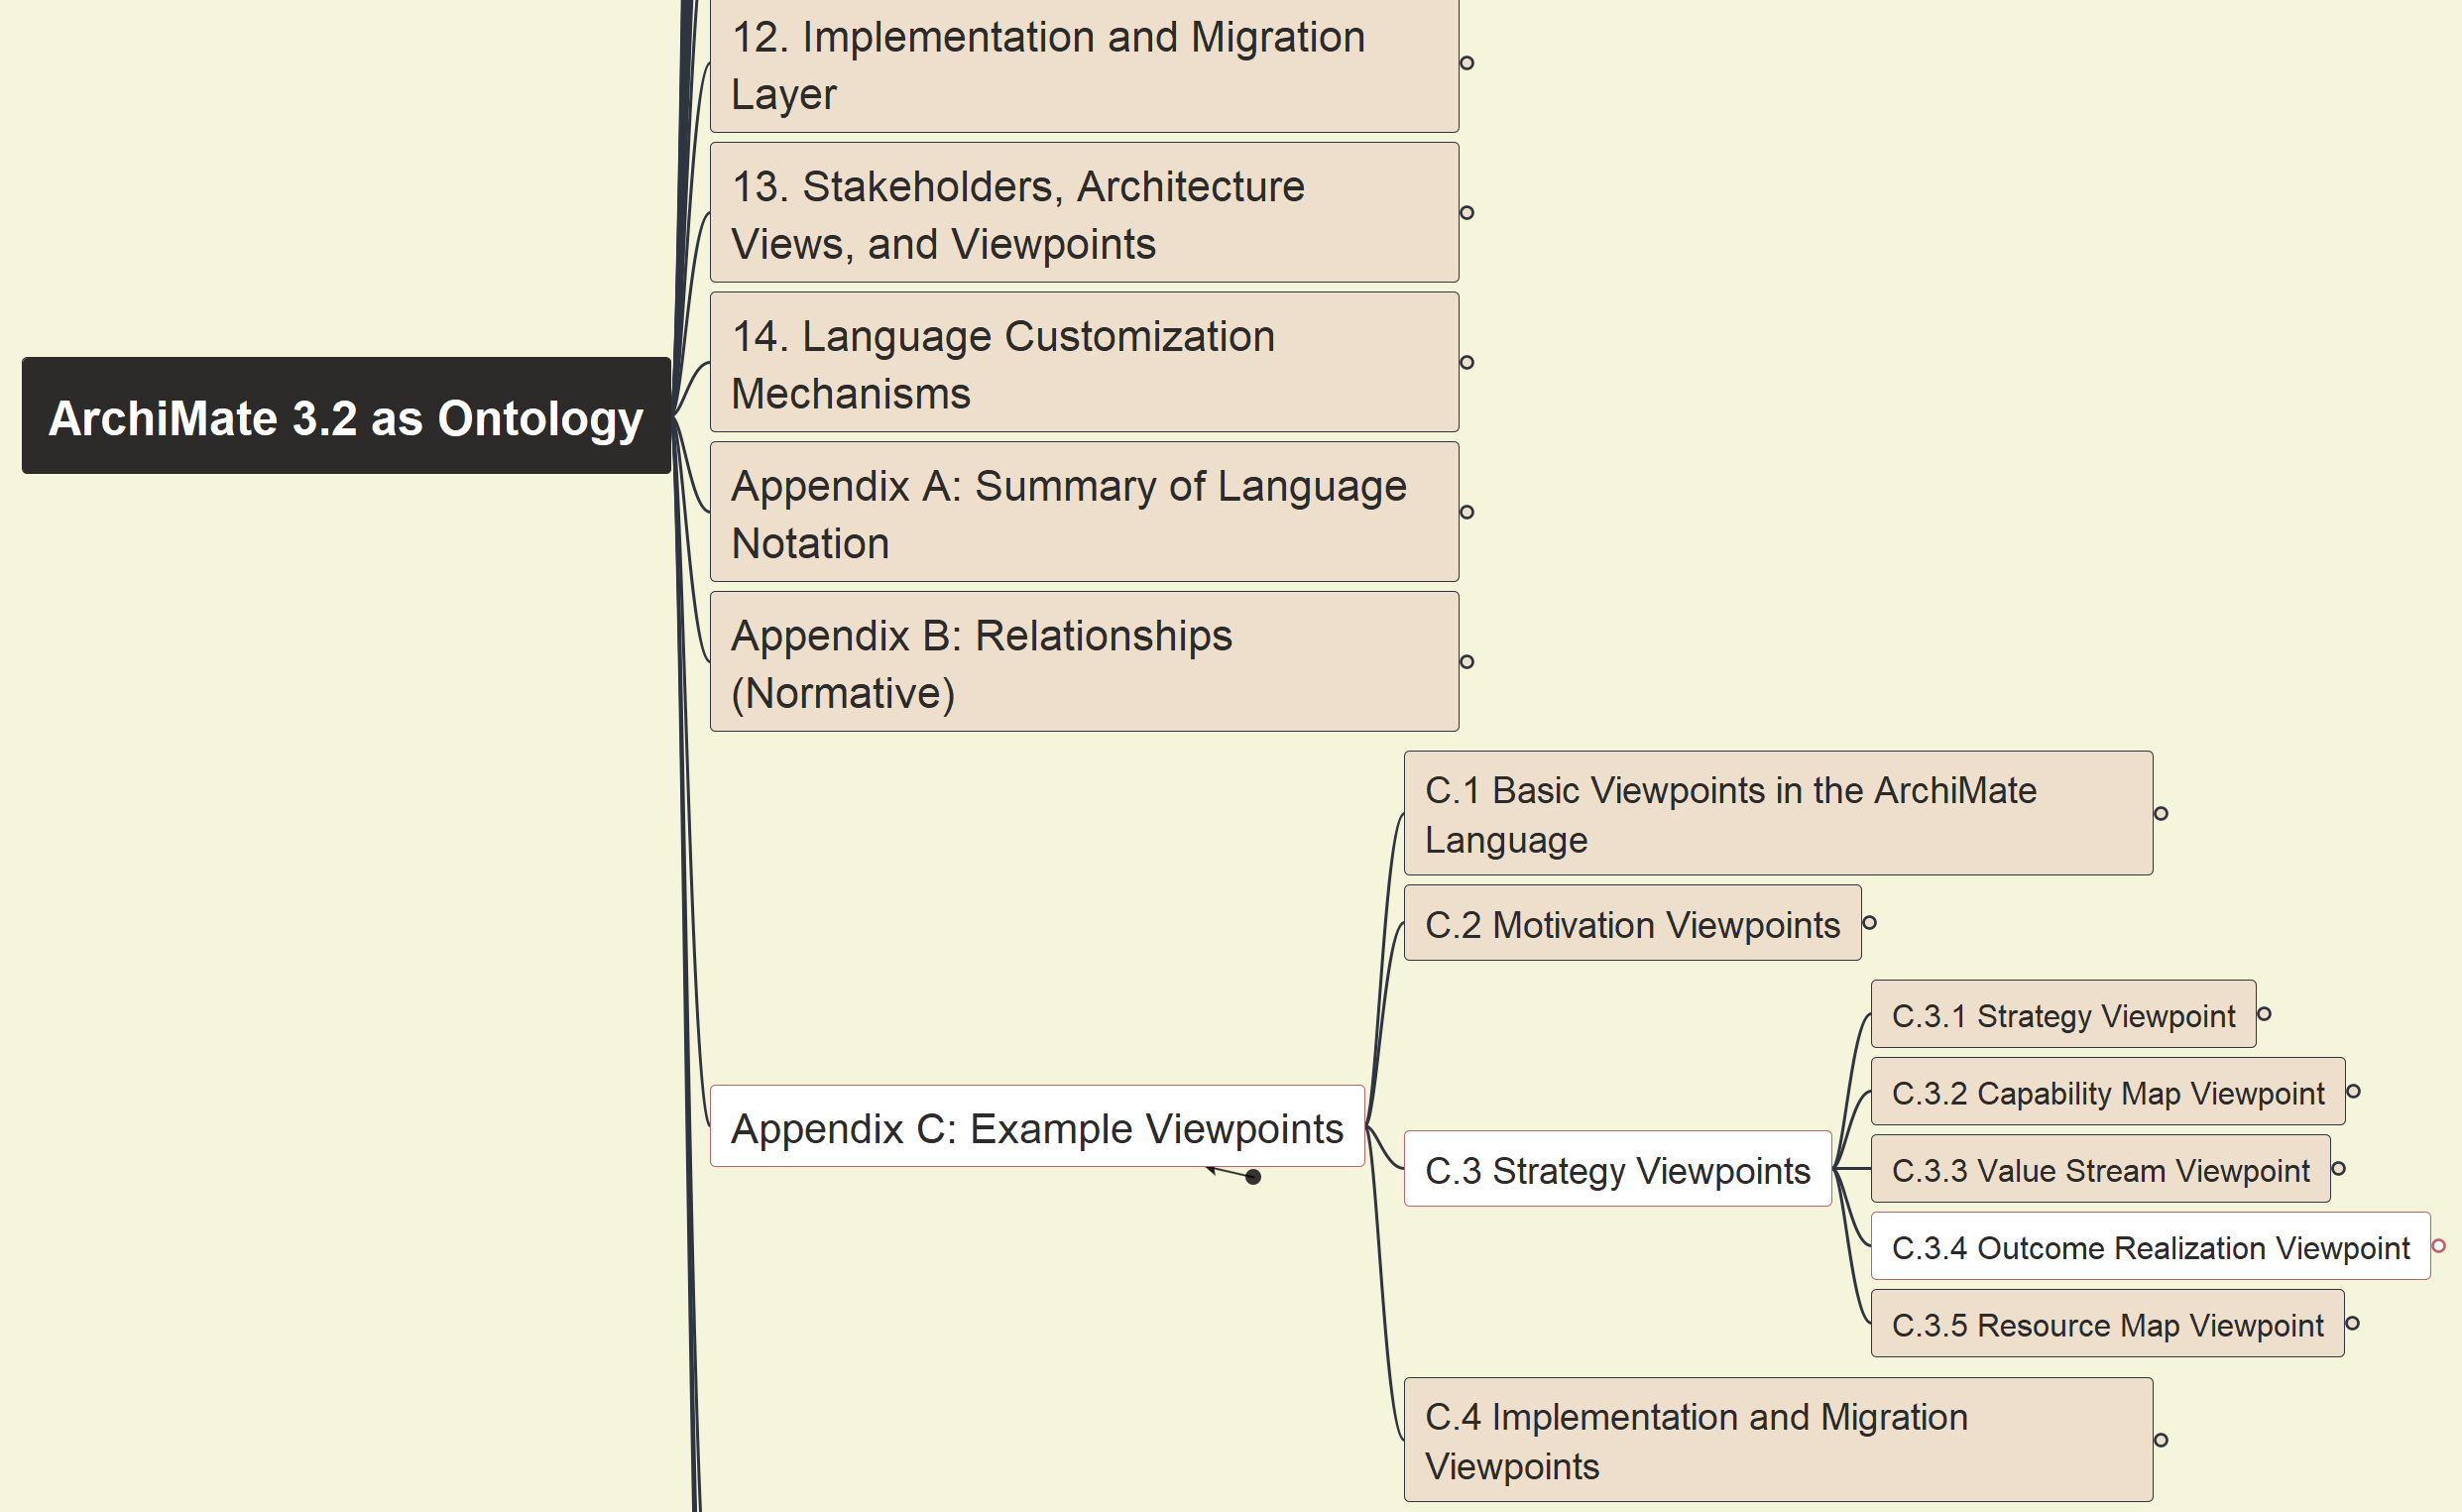 12. Implementation and Migration
Layer
13. Stakeholders, Architecture
Views, and Viewpoints
14. Language Customization
Mechanisms
ArchiMate 3.2 as Ontology
Appendix A: Summary of Language
Notation
Appendix B: Relationships
(Normative)
C.1 Basic Viewpoints in the ArchiMate
Language
C.2 Motivation Viewpoints
C.3.1 Strategy Viewpoint
C.3.2 Capability Map Viewpoint
Appendix C: Example Viewpoints
C.3 Strategy Viewpoints
C.3.3 Value Stream Viewpoint
C.3.4 Outcome Realization Viewpoint
C.3.5 Resource Map Viewpoint
C.4 Implementation and Migration
Viewpoints